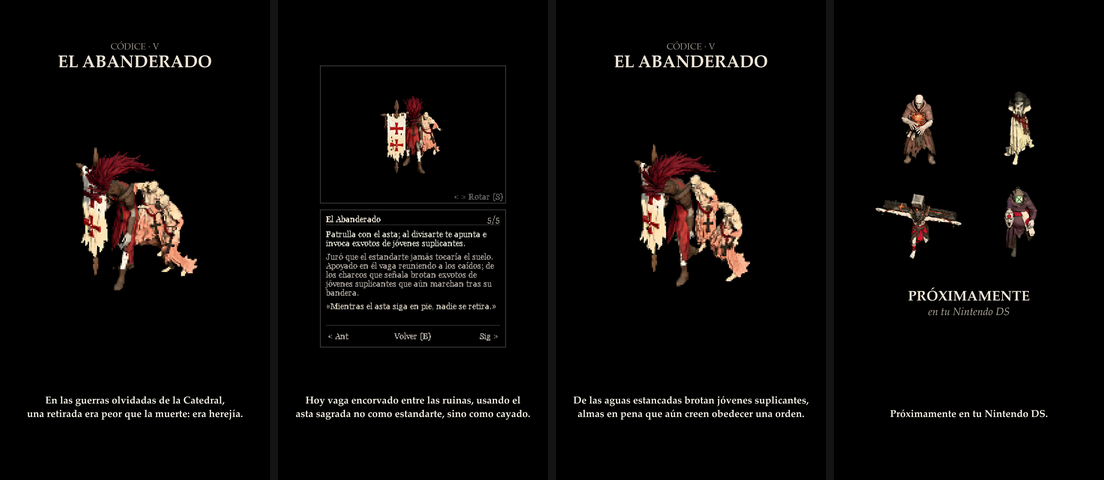 CÓDICE · V
EL ABANDERADO
En las guerras olvidadas de la Catedral,
una retirada era peor que la muerte: era herejía.
< > Rotar {S}
El Abanderado
5/5
Patrulla con el asta; al divisarte te apunta e
invoca exvotos de jóvenes suplicantes.
Juró que el estandarte jamás tocaría el suelo.
Apoyado en él vaga reuniendo a los caídos; de
los charcos que señala brotan exvotos de
jóvenes suplicantes que aún marchan tras su
bandera.
«Mientras el asta siga en pie, nadie se retira.»
< Ant
Volver {B}
Sig >
Hoy vaga encorvado entre las ruinas, usando el
asta sagrada no como estandarte, sino como cayado.
CÓDICE · V
EL ABANDERADO
De las aguas estancadas brotan jóvenes suplicantes,
almas en pena que aún creen obedecer una orden.
PRÓXIMAMENTE
en tu Nintendo DS
Próximamente en tu Nintendo DS.